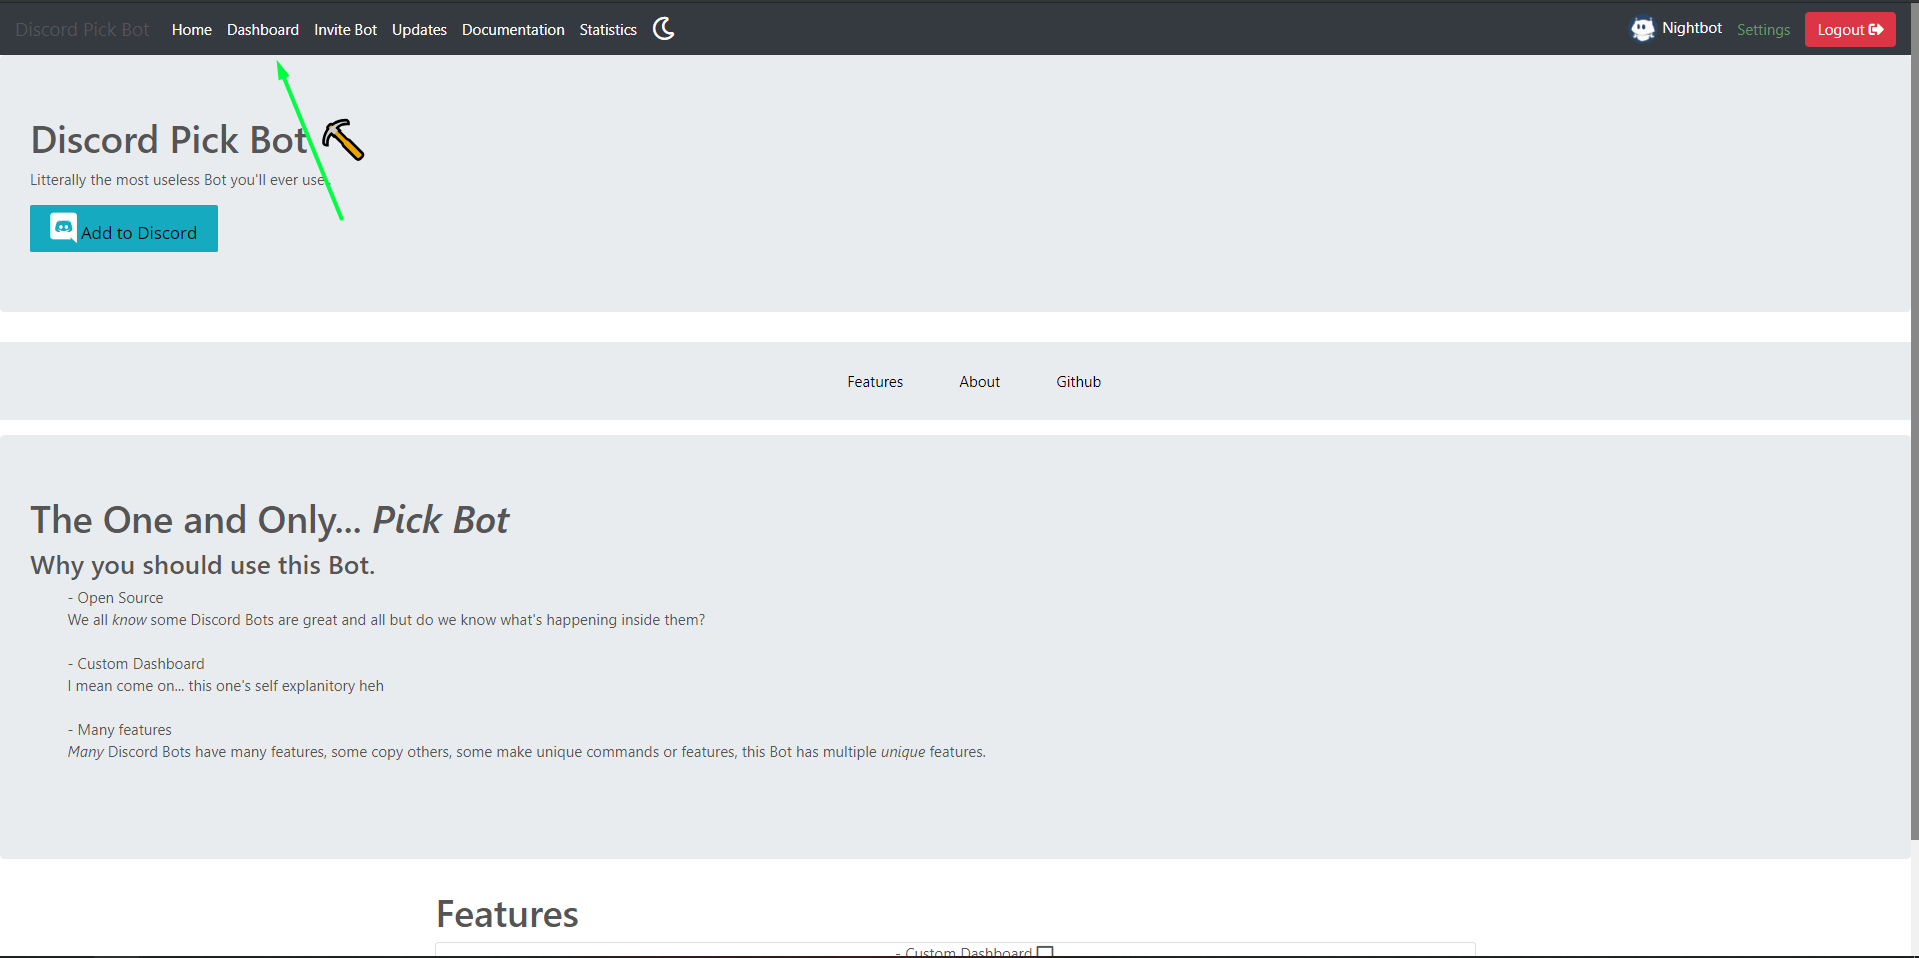 Discord Pick Bot Home Dashboard Invite Bot Updates Documentation Statistics Nightbot Settings Logout
Discord Pick Bot
Litterally the most useless Bot you'll ever use.
Add to Discord
Features About Github
The One and Only... Pick Bot
Why you should use this Bot.
- Open Source
We all know some Discord Bots are great and all but do we know what's happening inside them?
- Custom Dashboard
I mean come on... this one's self explanitory heh
- Many features
Many Discord Bots have many features, some copy others, some make unique commands or features, this Bot has multiple unique features.
Features
- Custom Dashboard